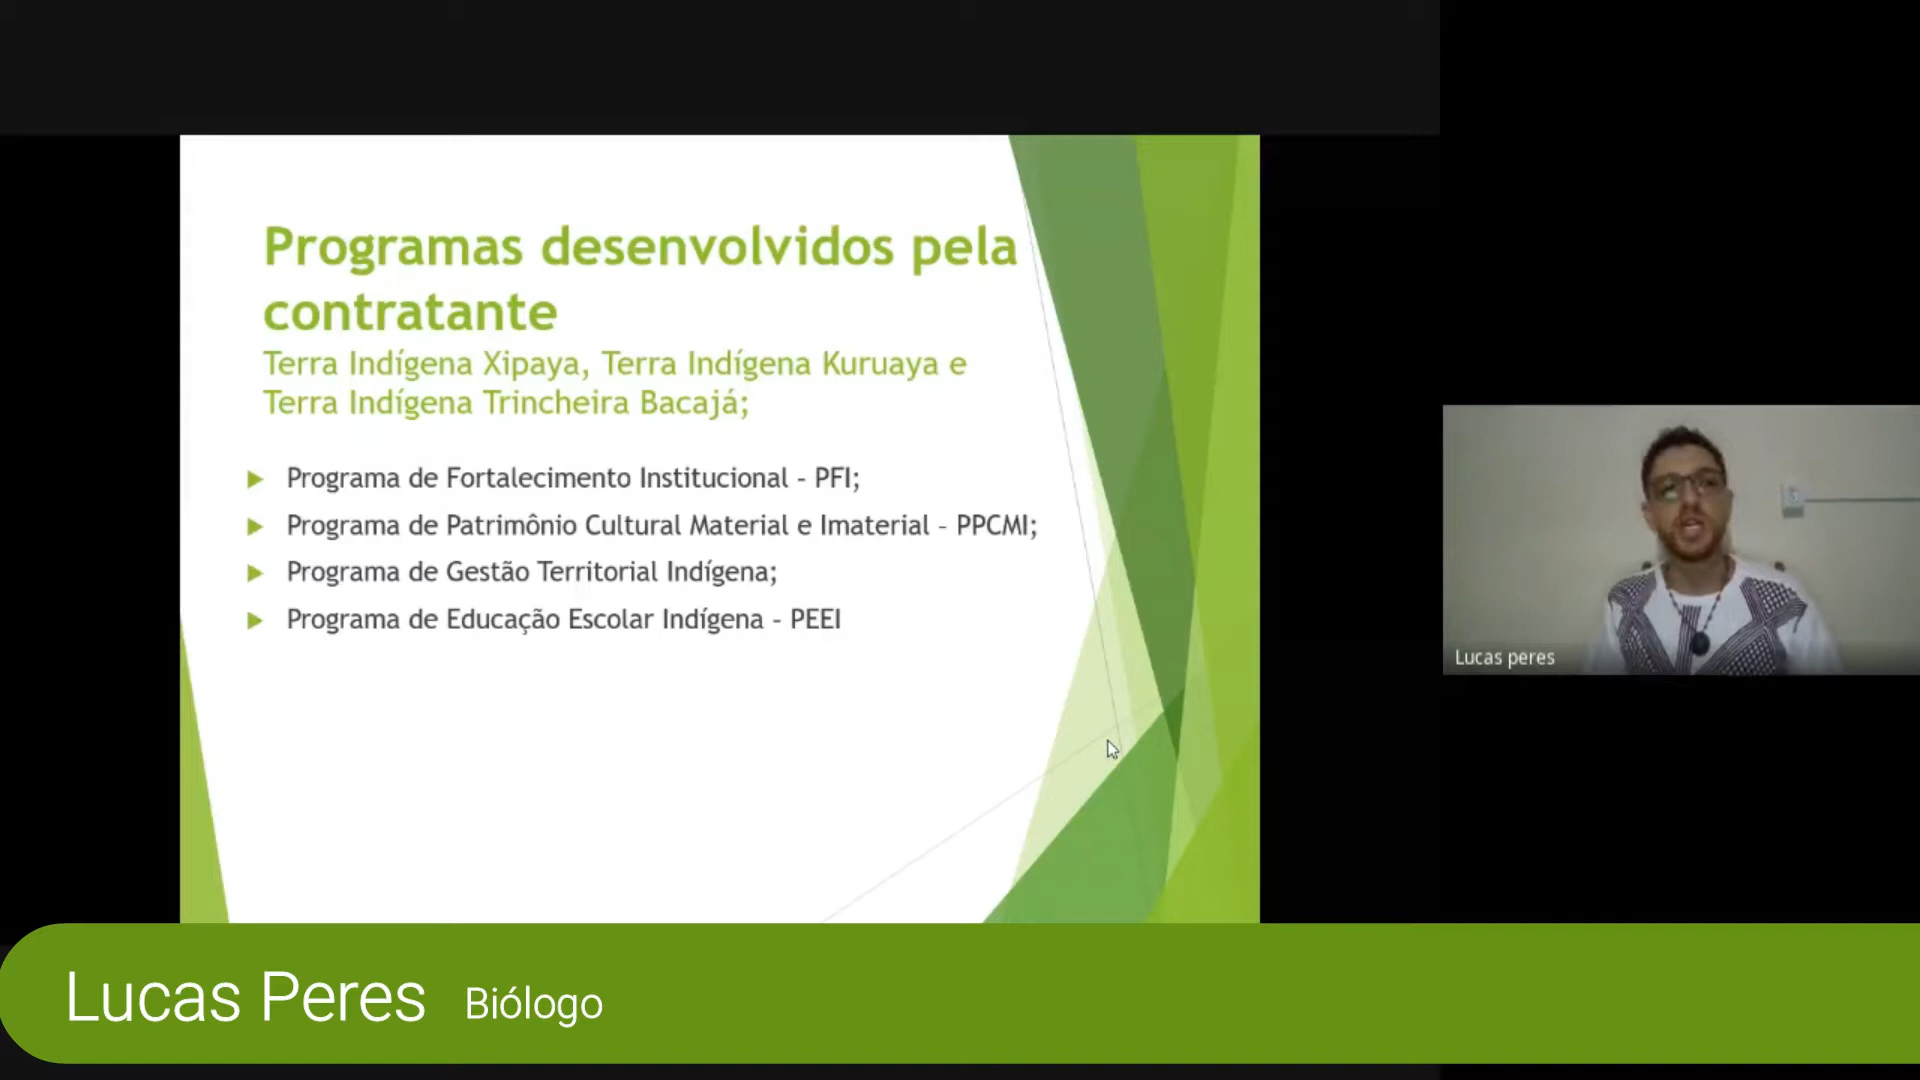 Programas desenvolvidos pela
contratante
Terra Indígena Xipaya, Terra Indígena Kuruaya e
Terra Indígena Trincheira Bacajá;
Programa de Fortalecimento Institucional - PFI;
Programa de Patrimônio Cultural Material e Imaterial - PPCMI;
Programa de Gestão Territorial Indígena;
Programa de Educação Escolar Indígena - PEEI
Lucas peres
Lucas Peres Biólogo